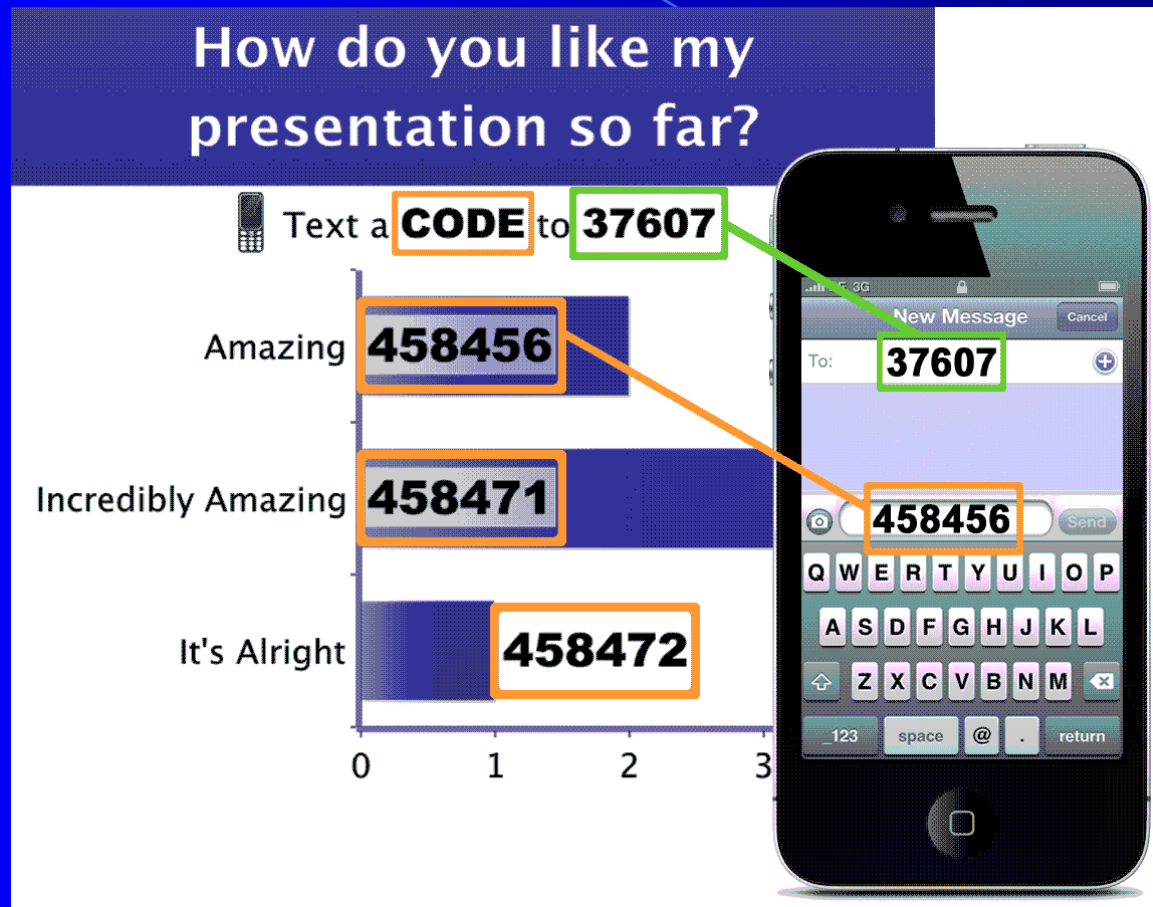 How do you like my
presentation so far?
Text a CODE to 37607
Amazing 458456
Incredibly Amazing 458471
It's Alright 458472
0 1 2 3
3G
New Message Cancel
To: 37607
458456 Send
Q W E R T Y U I O P
A S D F G H J K L
Z X C V B N M
_123 space @ . return